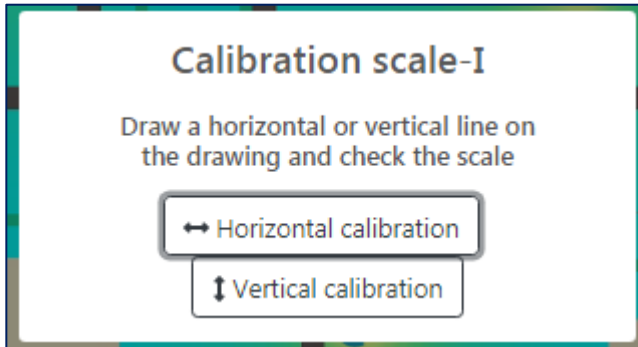 Calibration scale-I
Draw a horizontal or vertical line on
the drawing and check the scale
Horizontal calibration
Vertical calibration